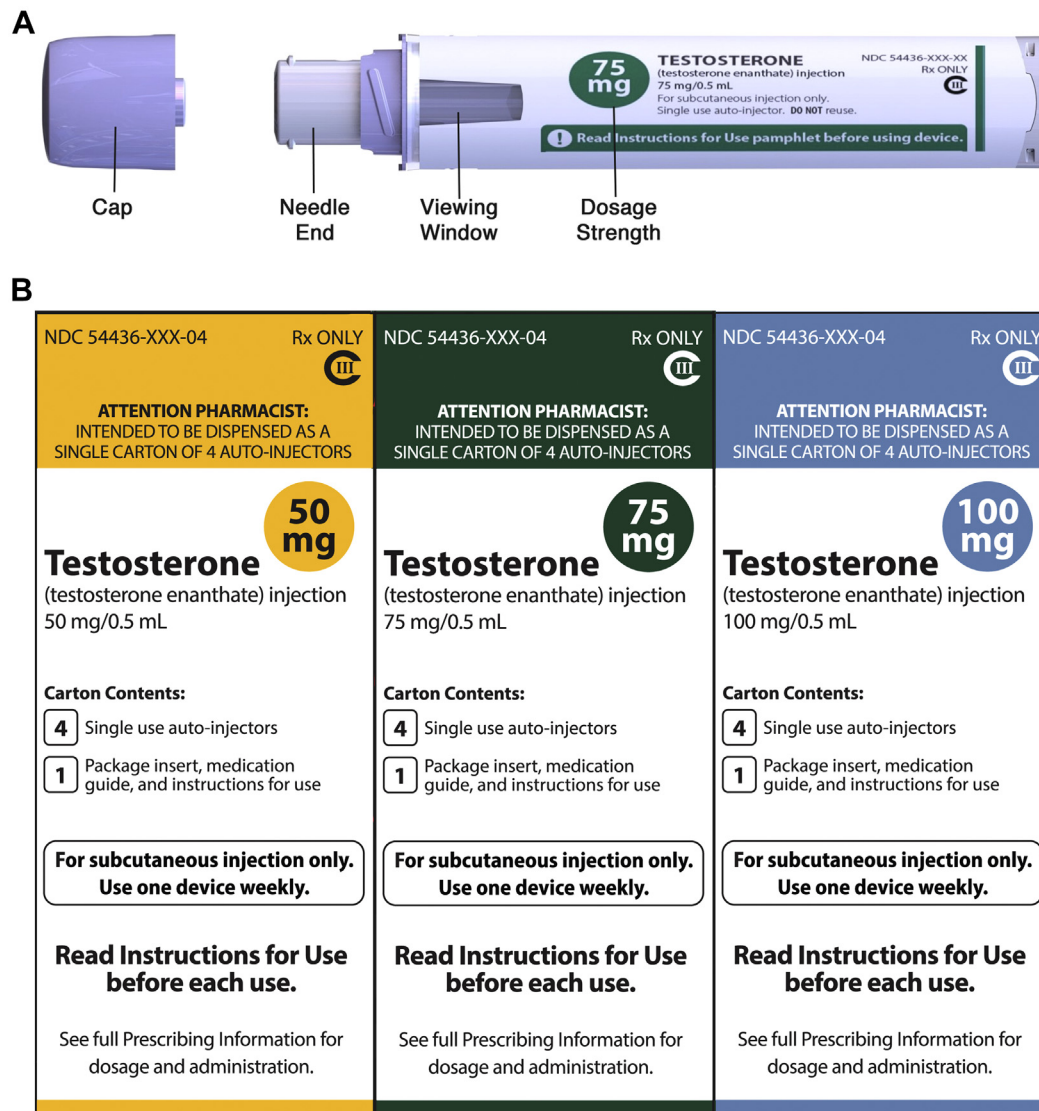 A
75
mg
TESTOSTERONE
(testosterone enanthate) injection
75 mg/0.5 mL
For subcutaneous injection only.
Single use auto-injector. DO NOT reuse.
NDC 54436-XXX-XX
Rx ONLY
CIII
! Read Instructions for Use pamphlet before using device.
Cap
Needle
End
Viewing
Window
Dosage
Strength
B
NDC 54436-XXX-04 Rx ONLY
CIII
ATTENTION PHARMACIST:
INTENDED TO BE DISPENSED AS A
SINGLE CARTON OF 4 AUTO-INJECTORS
50
mg
Testosterone
(testosterone enanthate) injection
50 mg/0.5 mL
Carton Contents:
4 Single use auto-injectors
1 Package insert, medication
guide, and instructions for use
For subcutaneous injection only.
Use one device weekly.
Read Instructions for Use
before each use.
See full Prescribing Information for
dosage and administration.
NDC 54436-XXX-04 Rx ONLY
CIII
ATTENTION PHARMACIST:
INTENDED TO BE DISPENSED AS A
SINGLE CARTON OF 4 AUTO-INJECTORS
75
mg
Testosterone
(testosterone enanthate) injection
75 mg/0.5 mL
Carton Contents:
4 Single use auto-injectors
1 Package insert, medication
guide, and instructions for use
For subcutaneous injection only.
Use one device weekly.
Read Instructions for Use
before each use.
See full Prescribing Information for
dosage and administration.
NDC 54436-XXX-04 Rx ONLY
CIII
ATTENTION PHARMACIST:
INTENDED TO BE DISPENSED AS A
SINGLE CARTON OF 4 AUTO-INJECTORS
100
mg
Testosterone
(testosterone enanthate) injection
100 mg/0.5 mL
Carton Contents:
4 Single use auto-injectors
1 Package insert, medication
guide, and instructions for use
For subcutaneous injection only.
Use one device weekly.
Read Instructions for Use
before each use.
See full Prescribing Information for
dosage and administration.